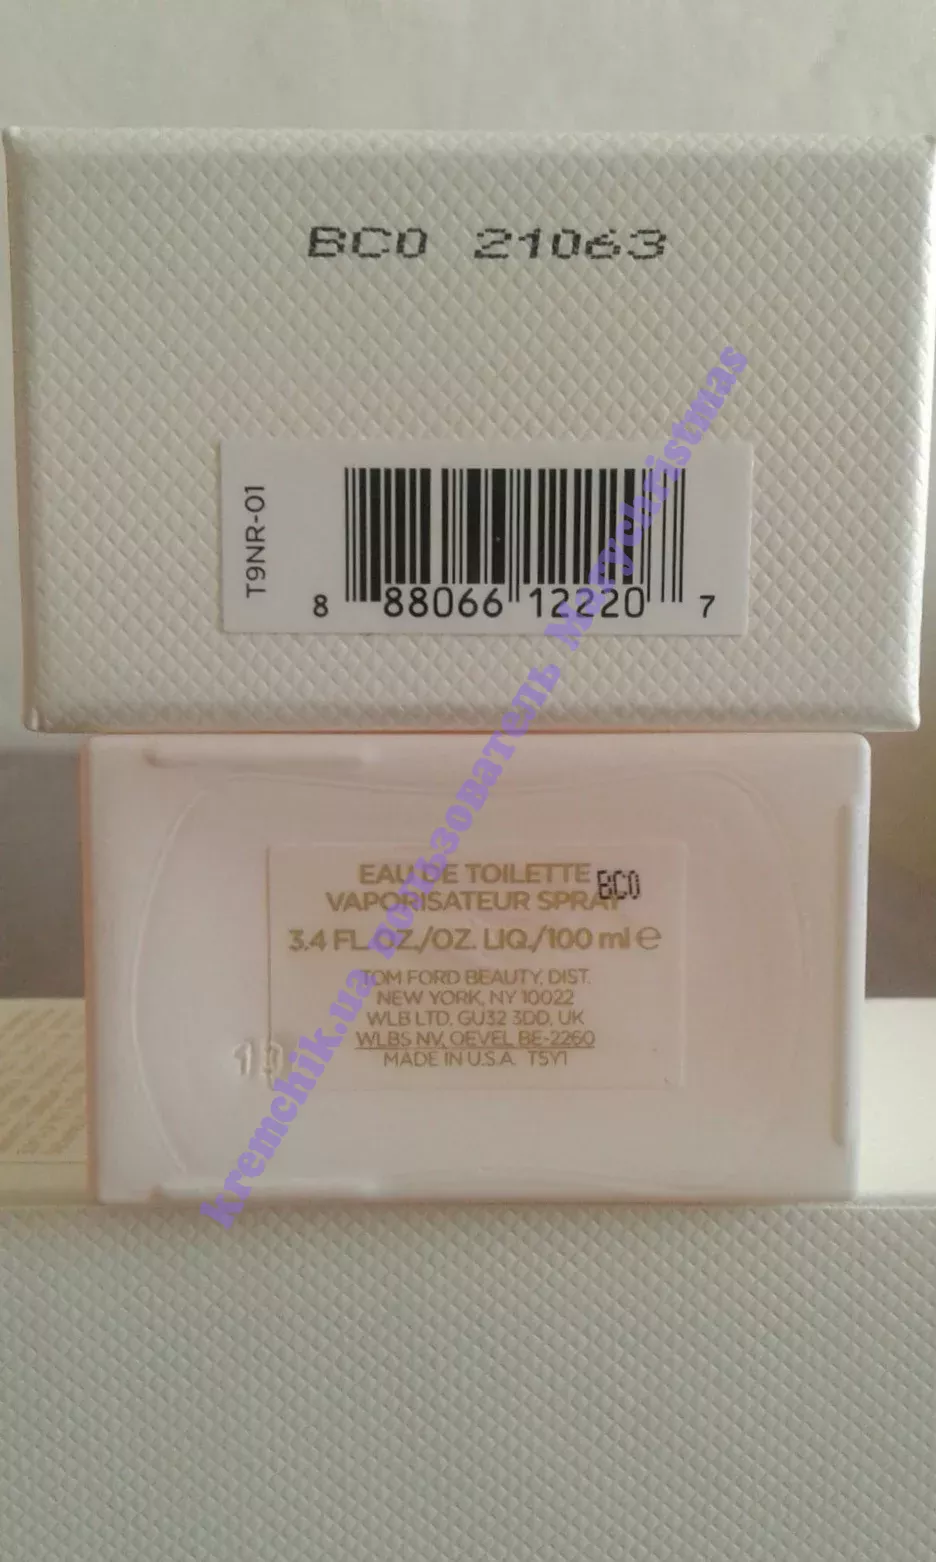 BC0 21063
T9NR-01
8 88066 12220 7
EAU DE TOILETTE
BC0
VAPORISATEUR SPRAY
3.4 FL.OZ./OZ. LIQ./100 ml e
TOM FORD BEAUTY, DIST.
NEW YORK, NY 10022
WLB LTD, GU32 3DD, UK
WLBS NV, OEVEL BE-2260
MADE IN U.S.A. T5Y1
kremchik.ua пользователь Marychristmas